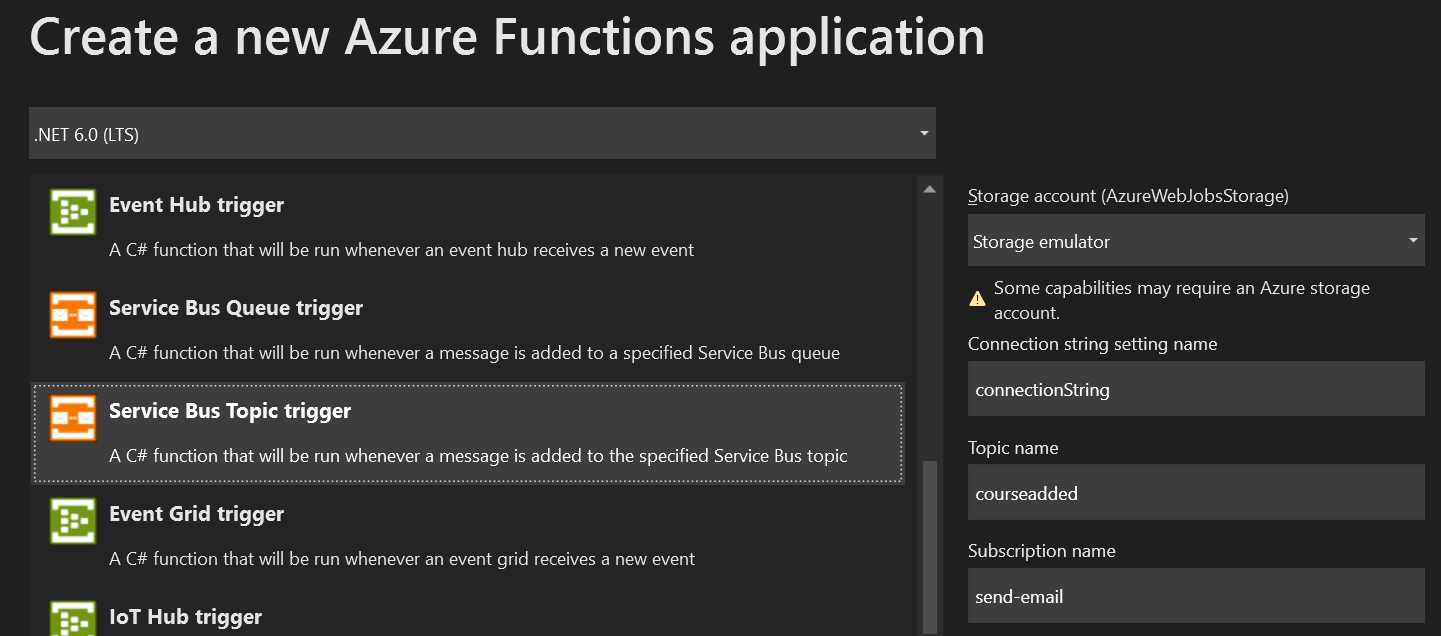 Create a new Azure Functions application
.NET 6.0 (LTS)
Event Hub trigger
A C# function that will be run whenever an event hub receives a new event
Service Bus Queue trigger
A C# function that will be run whenever a message is added to a specified Service Bus queue
Service Bus Topic trigger
A C# function that will be run whenever a message is added to the specified Service Bus topic
Event Grid trigger
A C# function that will be run whenever an event grid receives a new event
IoT Hub trigger
Storage account (AzureWebJobsStorage)
Storage emulator
Some capabilities may require an Azure storage
account.
Connection string setting name
connectionString
Topic name
courseadded
Subscription name
send-email